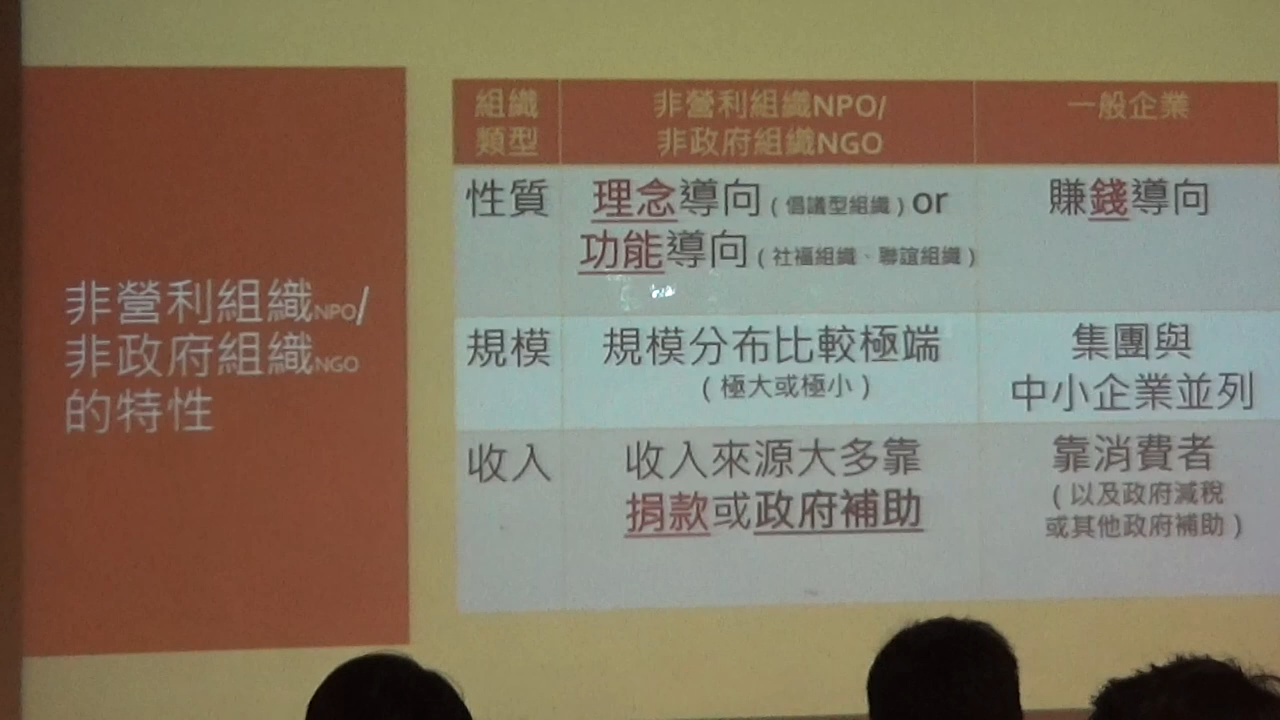 非營利組織NPO/
非政府組織NGO
的特性
組織
類型
非營利組織NPO/
非政府組織NGO
一般企業
性質
理念導向(倡議型組織)or
功能導向(社福組織、聯誼組織)
賺錢導向
規模
規模分布比較極端
(極大或極小)
集團與
中小企業並列
收入
收入來源大多靠
捐款或政府補助
靠消費者
(以及政府減稅
或其他政府補助)